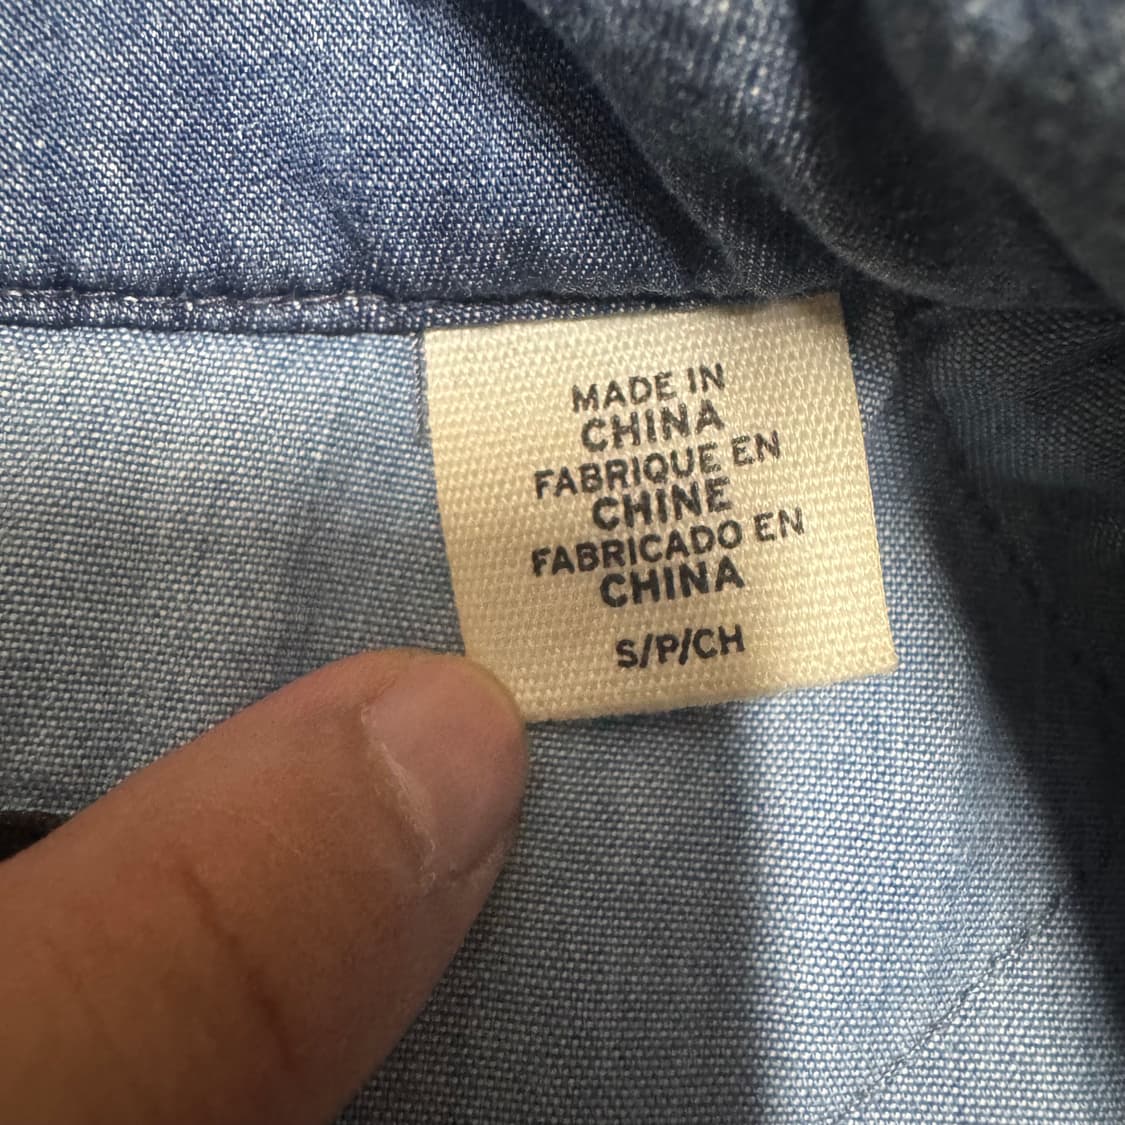 MADE IN
CHINA
FABRIQUE EN
CHINE
FABRICADO EN
CHINA
S/P/CH